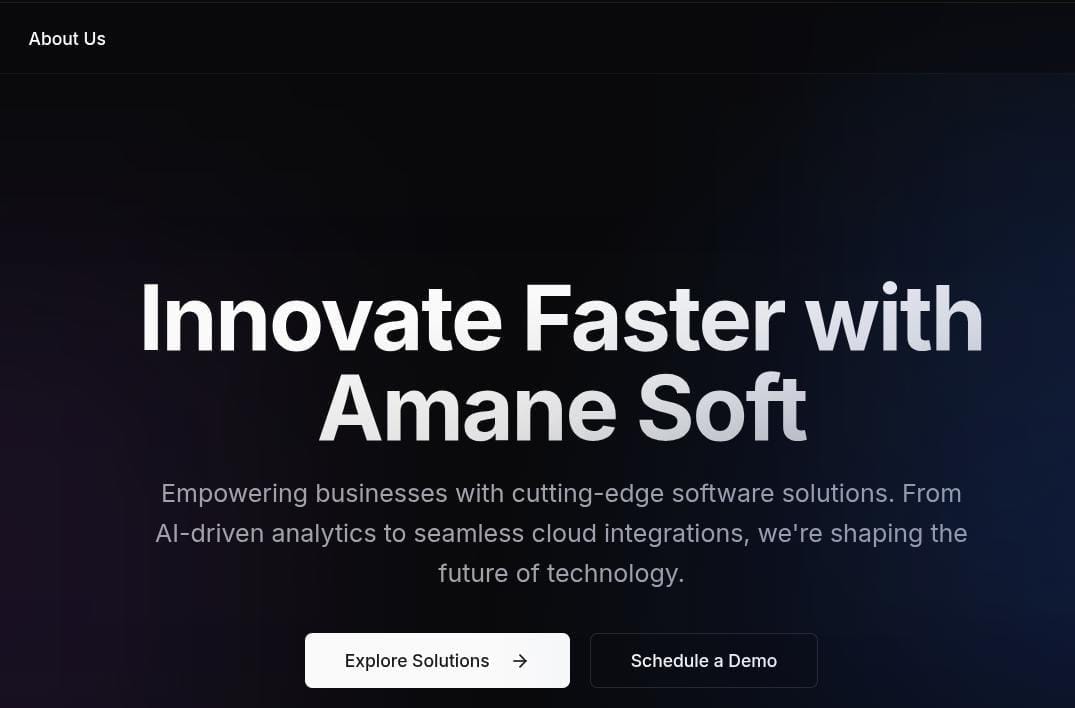 About Us
Innovate Faster with
Amane Soft
Empowering businesses with cutting-edge software solutions. From
AI-driven analytics to seamless cloud integrations, we're shaping the
future of technology.
Explore Solutions → Schedule a Demo